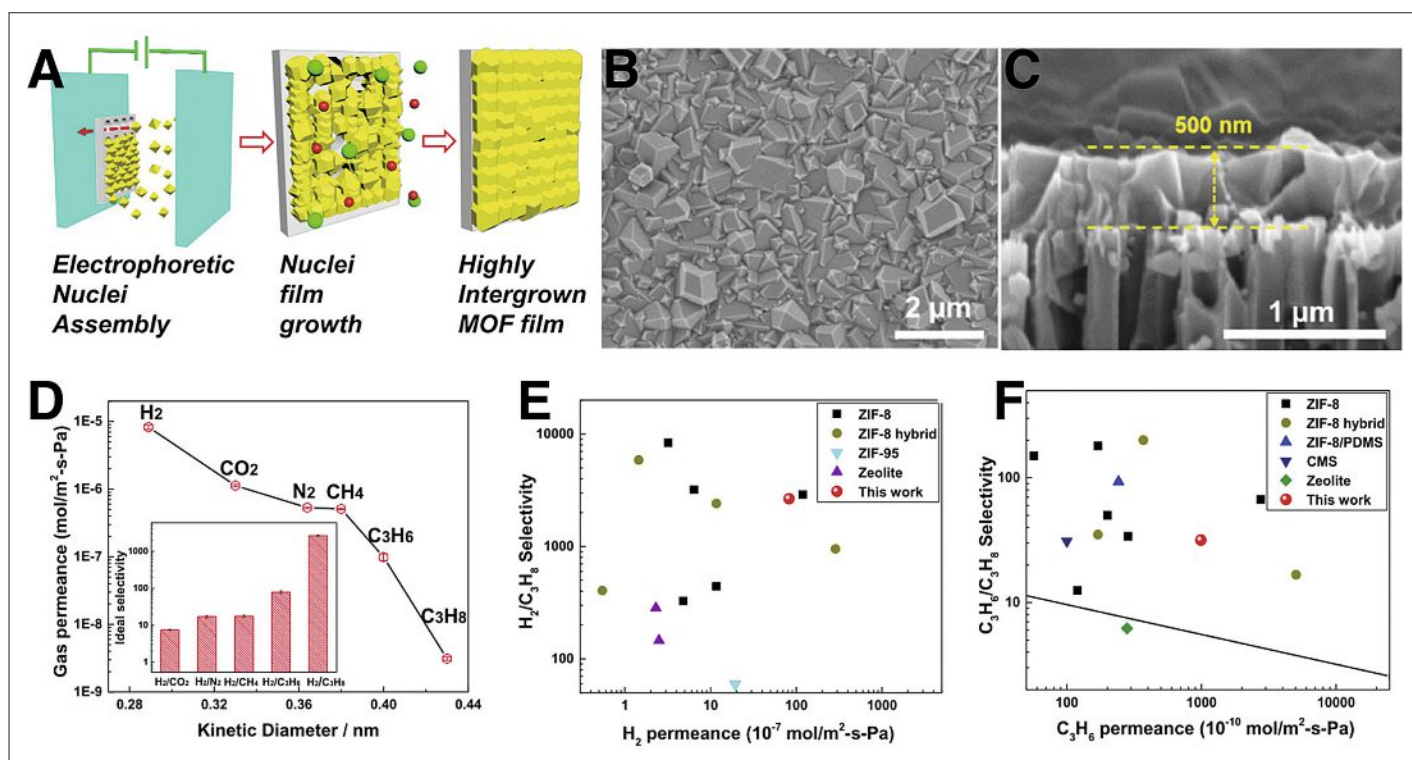 A
Electrophoretic
Nuclei
Assembly
Nuclei
film
growth
Highly
Intergrown
MOF film
B
2 µm
C
500 nm
1 µm
D
Gas permeance (mol/m²-s-Pa)
1E-5
1E-6
1E-7
1E-8
1E-9
H₂
CO₂
N₂
CH₄
C₃H₆
C₃H₈
Ideal selectivity
1000
100
10
1
H₂/CO₂
H₂/N₂
H₂/CH₄
H₂/C₃H₆
H₂/C₃H₈
0.28
0.32
0.36
0.40
0.44
Kinetic Diameter / nm
E
H₂/C₃H₈ Selectivity
10000
1000
100
ZIF-8
ZIF-8 hybrid
ZIF-95
Zeolite
This work
1
10
100
1000
H₂ permeance (10⁻⁷ mol/m²-s-Pa)
F
C₃H₆/C₃H₈ Selectivity
100
10
ZIF-8
ZIF-8 hybrid
ZIF-8/PDMS
CMS
Zeolite
This work
100
1000
10000
C₃H₆ permeance (10⁻¹⁰ mol/m²-s-Pa)